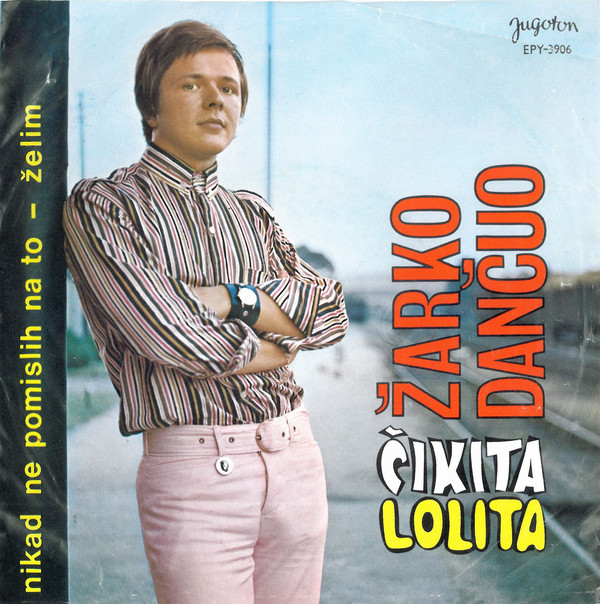 Jugoton
EPY-3906
nikad ne pomislih na to – želim
ŽARKO
DANČUO
ČIKITA
LOLITA